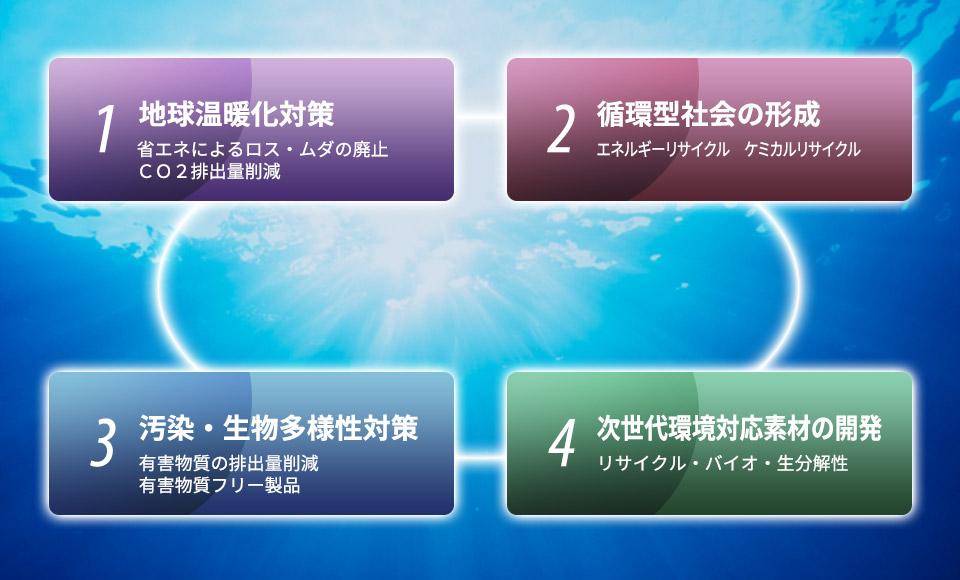 1 地球温暖化対策
省エネによるロス・ムダの廃止
ＣＯ２排出量削減
2 循環型社会の形成
エネルギーリサイクル　ケミカルリサイクル
3 汚染・生物多様性対策
有害物質の排出量削減
有害物質フリー製品
4 次世代環境対応素材の開発
リサイクル・バイオ・生分解性